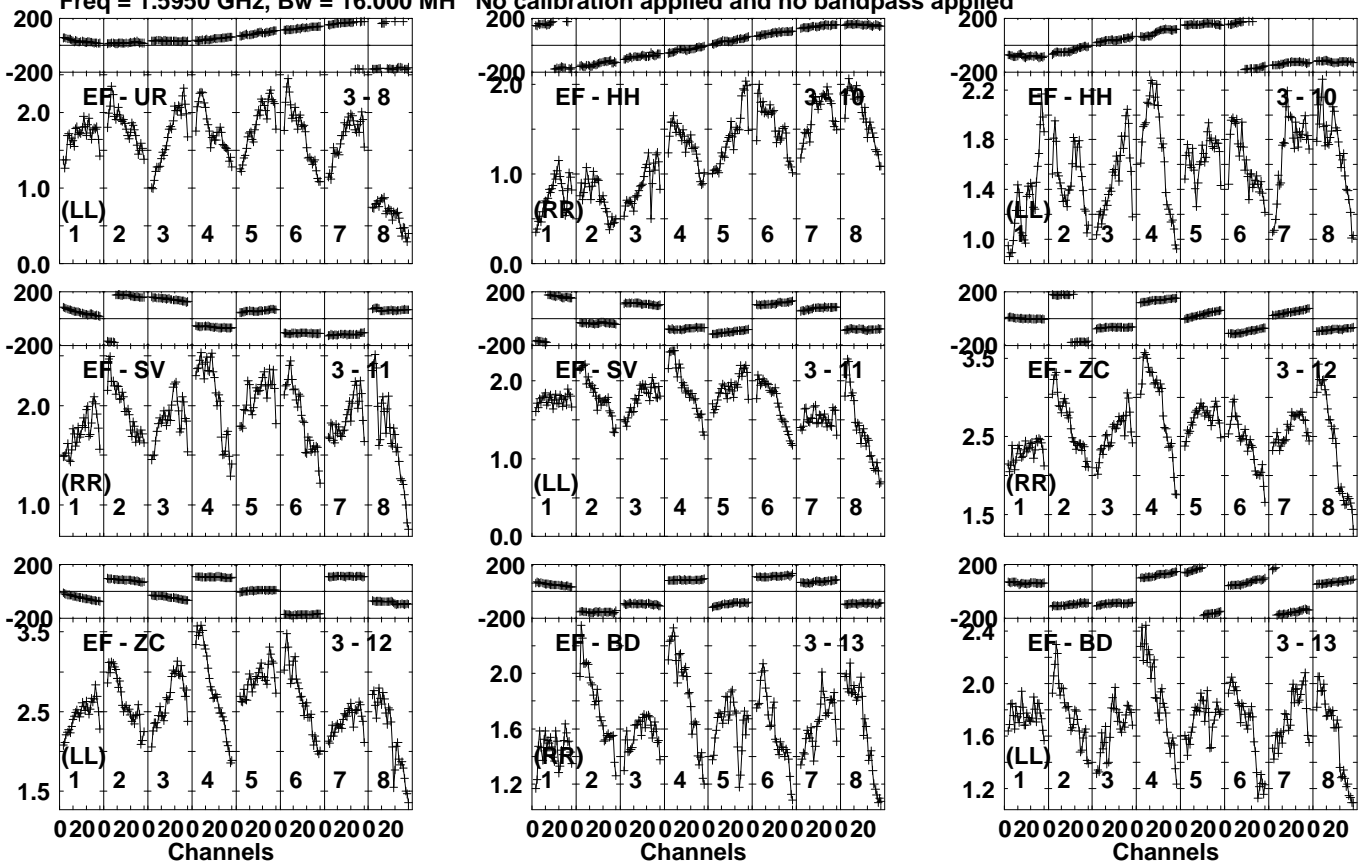 Freq = 1.5950 GHz, Bw = 16.000 MH No calibration applied and no bandpass applied
200
-200
2.0
1.0
0.0
EF - UR 3 - 8
(LL)
1 2 3 4 5 6 7 8
200
-200
2.0
1.0
0.0
EF - HH 3 - 10
(RR)
1 2 3 4 5 6 7 8
200
-200
2.2
1.8
1.4
1.0
EF - HH 3 - 10
(LL)
1 2 3 4 5 6 7 8
200
-200
2.0
1.0
EF - SV 3 - 11
(RR)
1 2 3 4 5 6 7 8
200
-200
2.0
1.0
0.0
EF - SV 3 - 11
(LL)
1 2 3 4 5 6 7 8
200
-200
3.5
2.5
1.5
EF - ZC 3 - 12
(RR)
1 2 3 4 5 6 7 8
200
-200
3.5
2.5
1.5
EF - ZC 3 - 12
(LL)
1 2 3 4 5 6 7 8
0 20 0 20 0 20 0 20 0 20 0 20 0 20 0 20
Channels
200
-200
2.0
1.6
1.2
EF - BD 3 - 13
(RR)
1 2 3 4 5 6 7 8
0 20 0 20 0 20 0 20 0 20 0 20 0 20 0 20
Channels
200
-200
2.4
2.0
1.6
1.2
EF - BD 3 - 13
(LL)
1 2 3 4 5 6 7 8
0 20 0 20 0 20 0 20 0 20 0 20 0 20 0 20
Channels